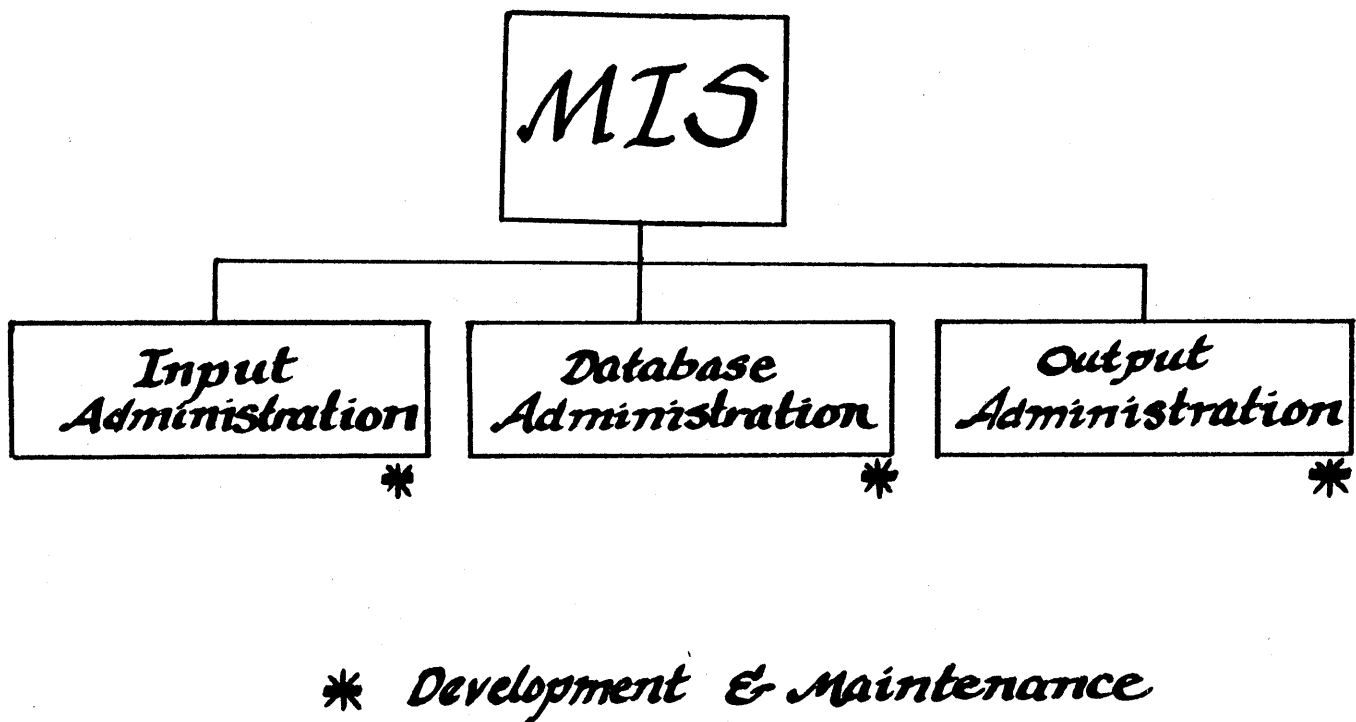 MIS
Input
Administration
Database
Administration
Output
Administration
*
*
*
* Development & Maintenance